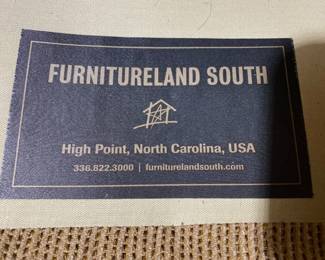 FURNITURELAND SOUTH
High Point, North Carolina, USA
336.822.3000 | furniturelandsouth.com